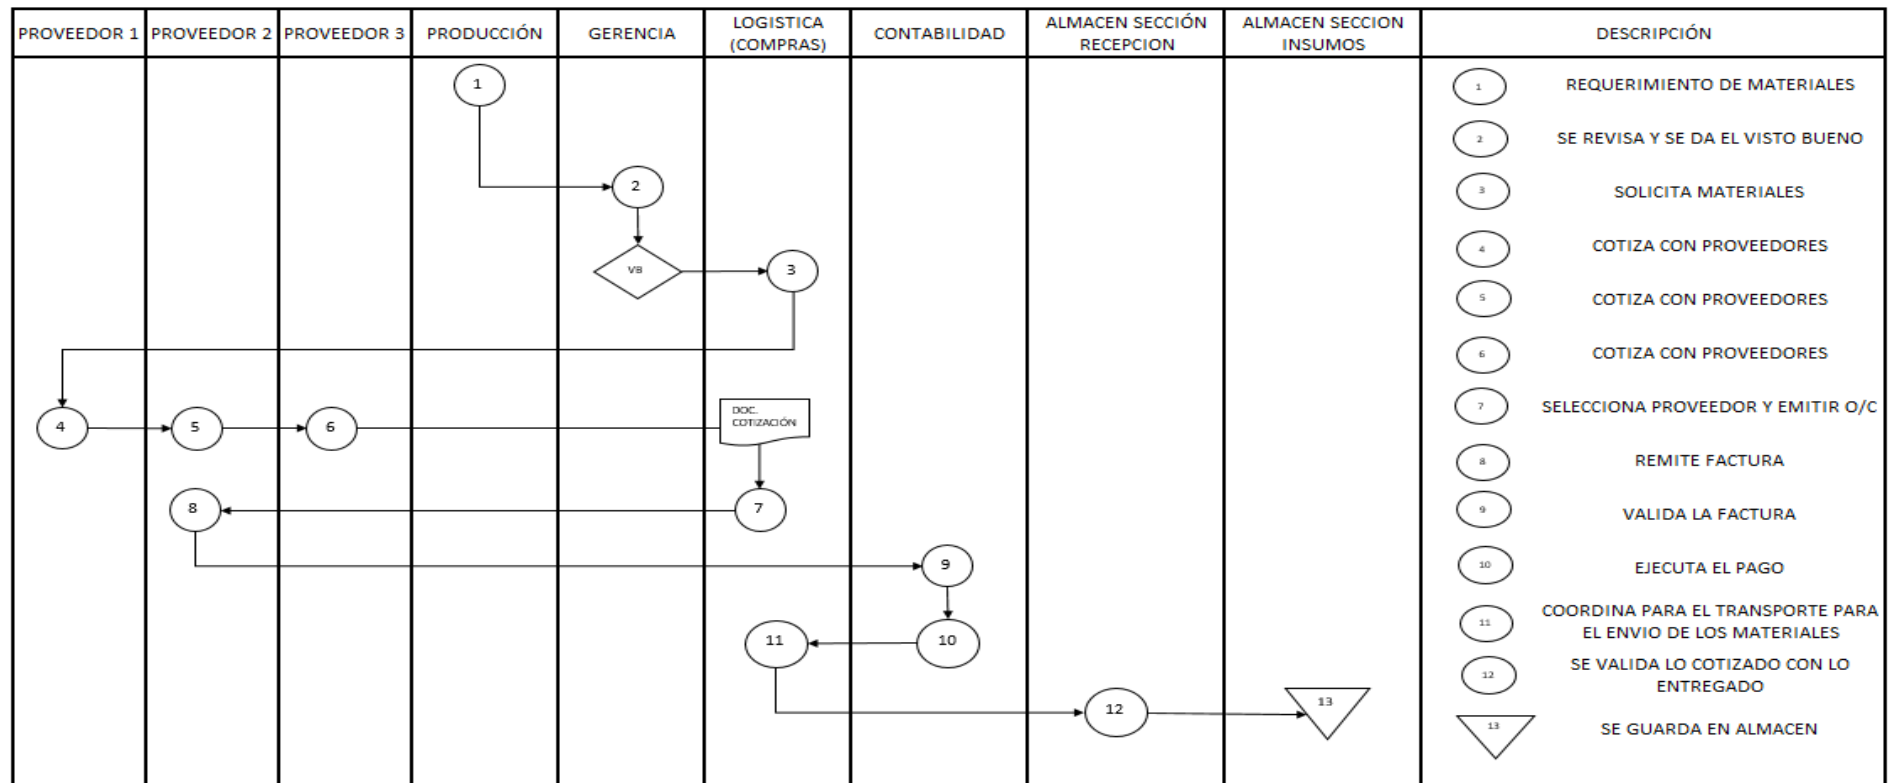 PROVEEDOR 1
PROVEEDOR 2
PROVEEDOR 3
PRODUCCIÓN
GERENCIA
LOGISTICA
(COMPRAS)
CONTABILIDAD
ALMACEN SECCIÓN
RECEPCION
ALMACEN SECCION
INSUMOS
DESCRIPCIÓN
1
2
VB
3
4
5
6
DOC.
COTIZACIÓN
8
7
9
11
10
12
13
1 REQUERIMIENTO DE MATERIALES
2 SE REVISA Y SE DA EL VISTO BUENO
3 SOLICITA MATERIALES
4 COTIZA CON PROVEEDORES
5 COTIZA CON PROVEEDORES
6 COTIZA CON PROVEEDORES
7 SELECCIONA PROVEEDOR Y EMITIR O/C
8 REMITE FACTURA
9 VALIDA LA FACTURA
10 EJECUTA EL PAGO
11 COORDINA PARA EL TRANSPORTE PARA
EL ENVIO DE LOS MATERIALES
12 SE VALIDA LO COTIZADO CON LO
ENTREGADO
13 SE GUARDA EN ALMACEN